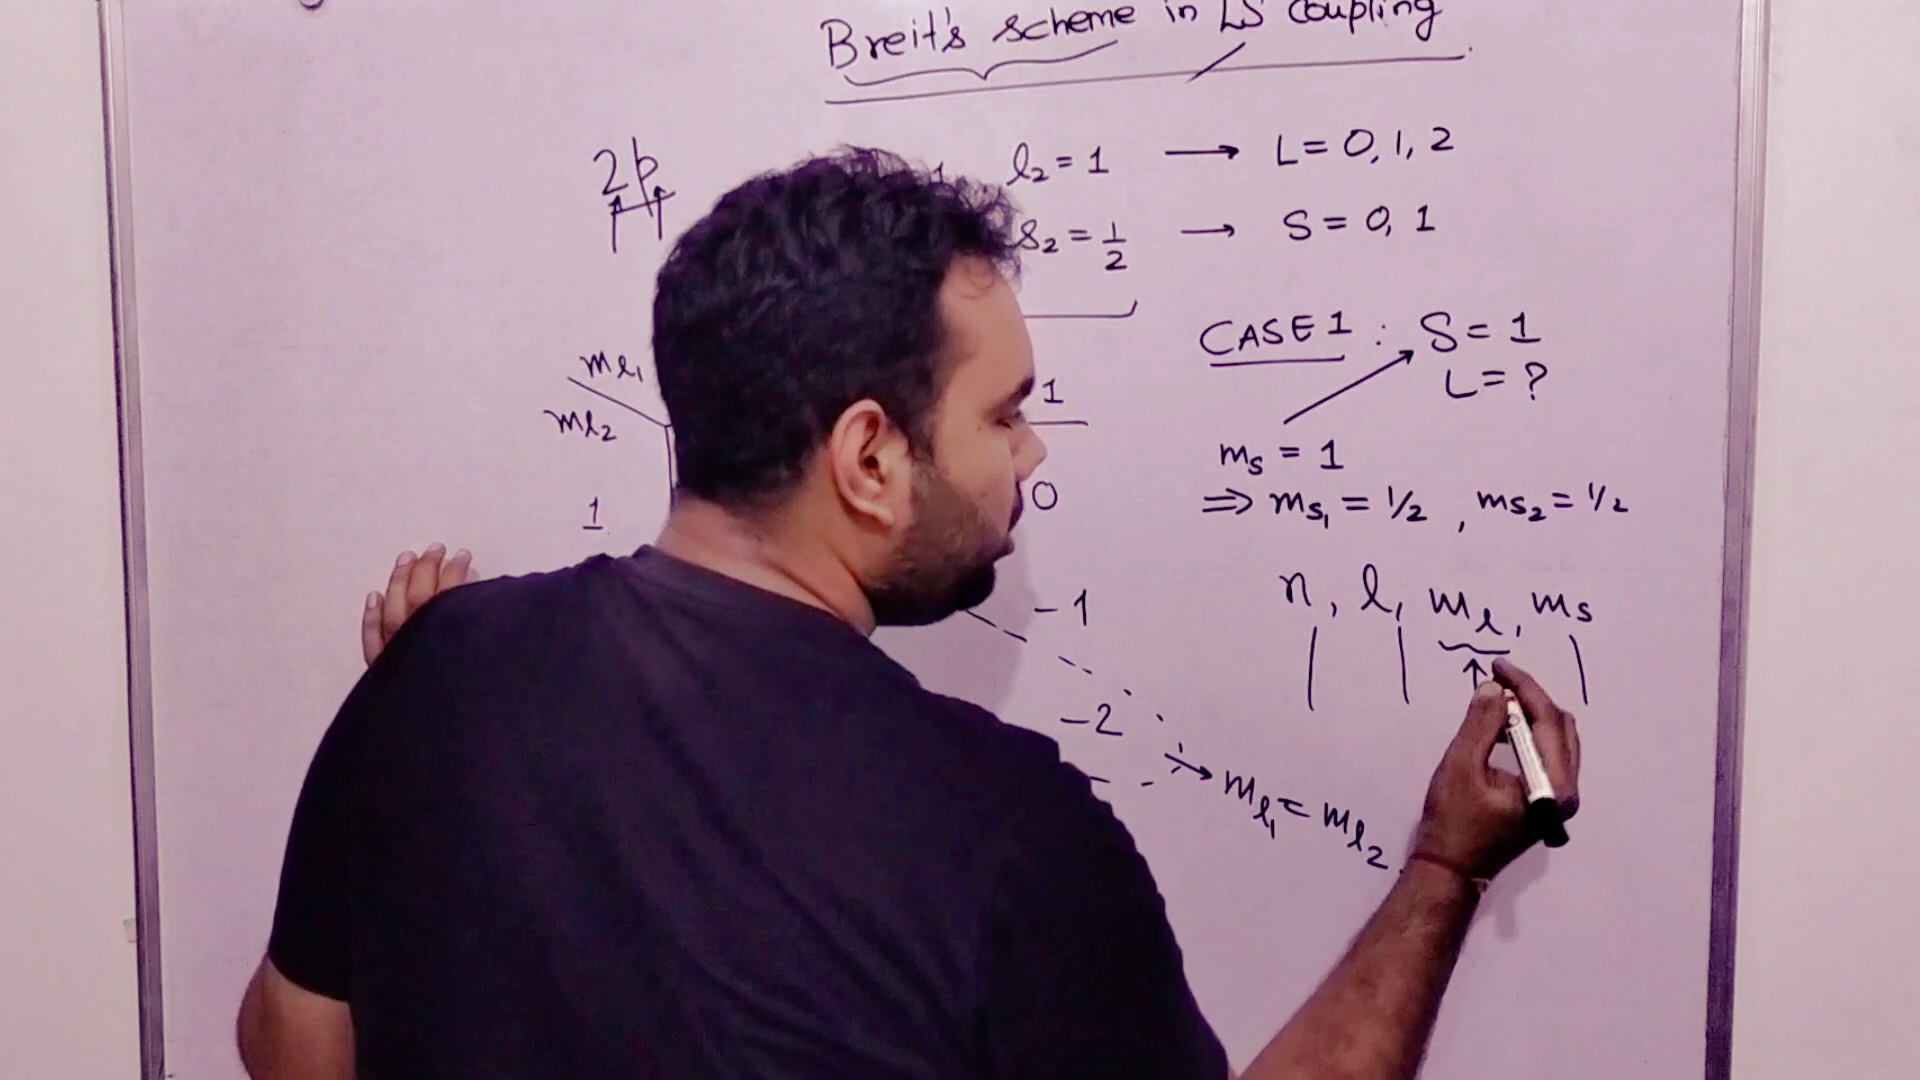 Breit's scheme in LS coupling
2p
1 l₂ = 1 → L = 0, 1, 2
s₂ = 1/2 → S = 0, 1
CASE 1 : S = 1
L = ?
mₗ₁
mₗ₂
1
mₛ = 1
1
0
⇒ mₛ₁ = 1/2 , mₛ₂ = 1/2
n, l, mₗ, mₛ
-1
-2
mₗ₁ = mₗ₂